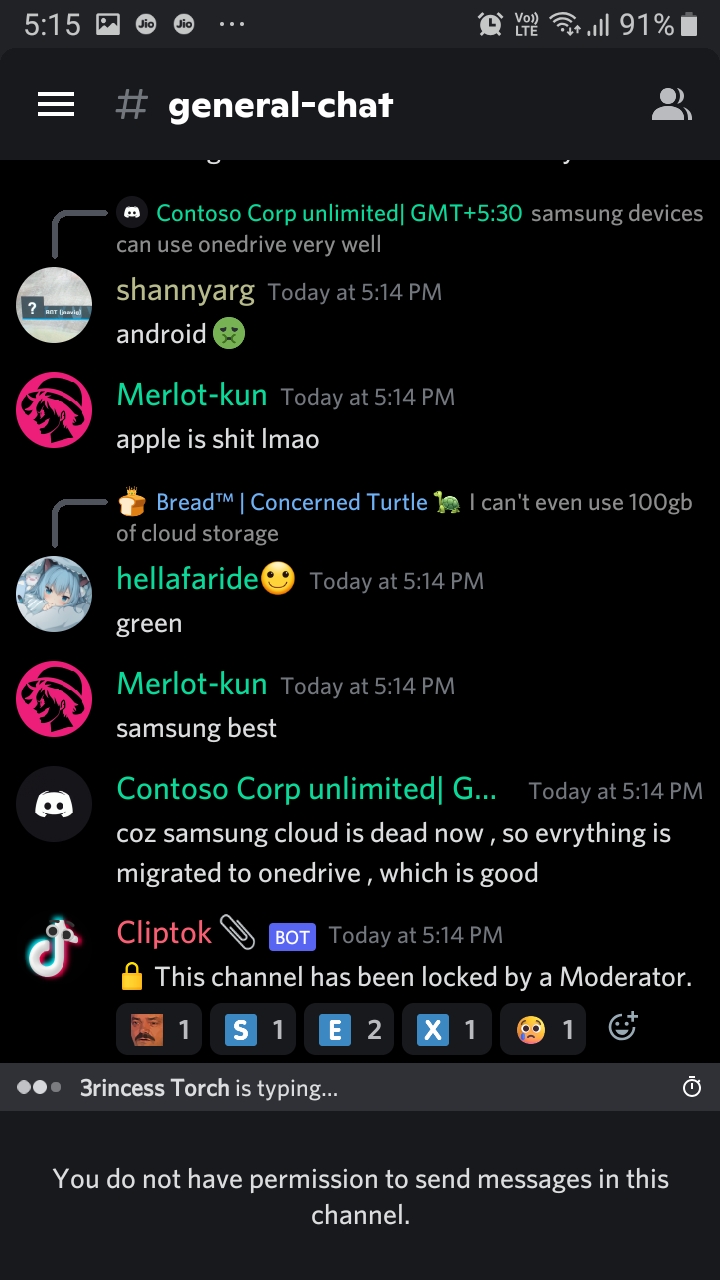 5:15 Jio Jio ... Vo)) LTE 91%
# general-chat
Contoso Corp unlimited| GMT+5:30 samsung devices
can use onedrive very well
shannyarg Today at 5:14 PM
android
Merlot-kun Today at 5:14 PM
apple is shit lmao
Bread™ | Concerned Turtle I can't even use 100gb
of cloud storage
hellafaride Today at 5:14 PM
green
Merlot-kun Today at 5:14 PM
samsung best
Contoso Corp unlimited| G... Today at 5:14 PM
coz samsung cloud is dead now , so evrything is
migrated to onedrive , which is good
Cliptok BOT Today at 5:14 PM
This channel has been locked by a Moderator.
1 S 1 E 2 X 1 1
3rincess Torch is typing...
You do not have permission to send messages in this
channel.